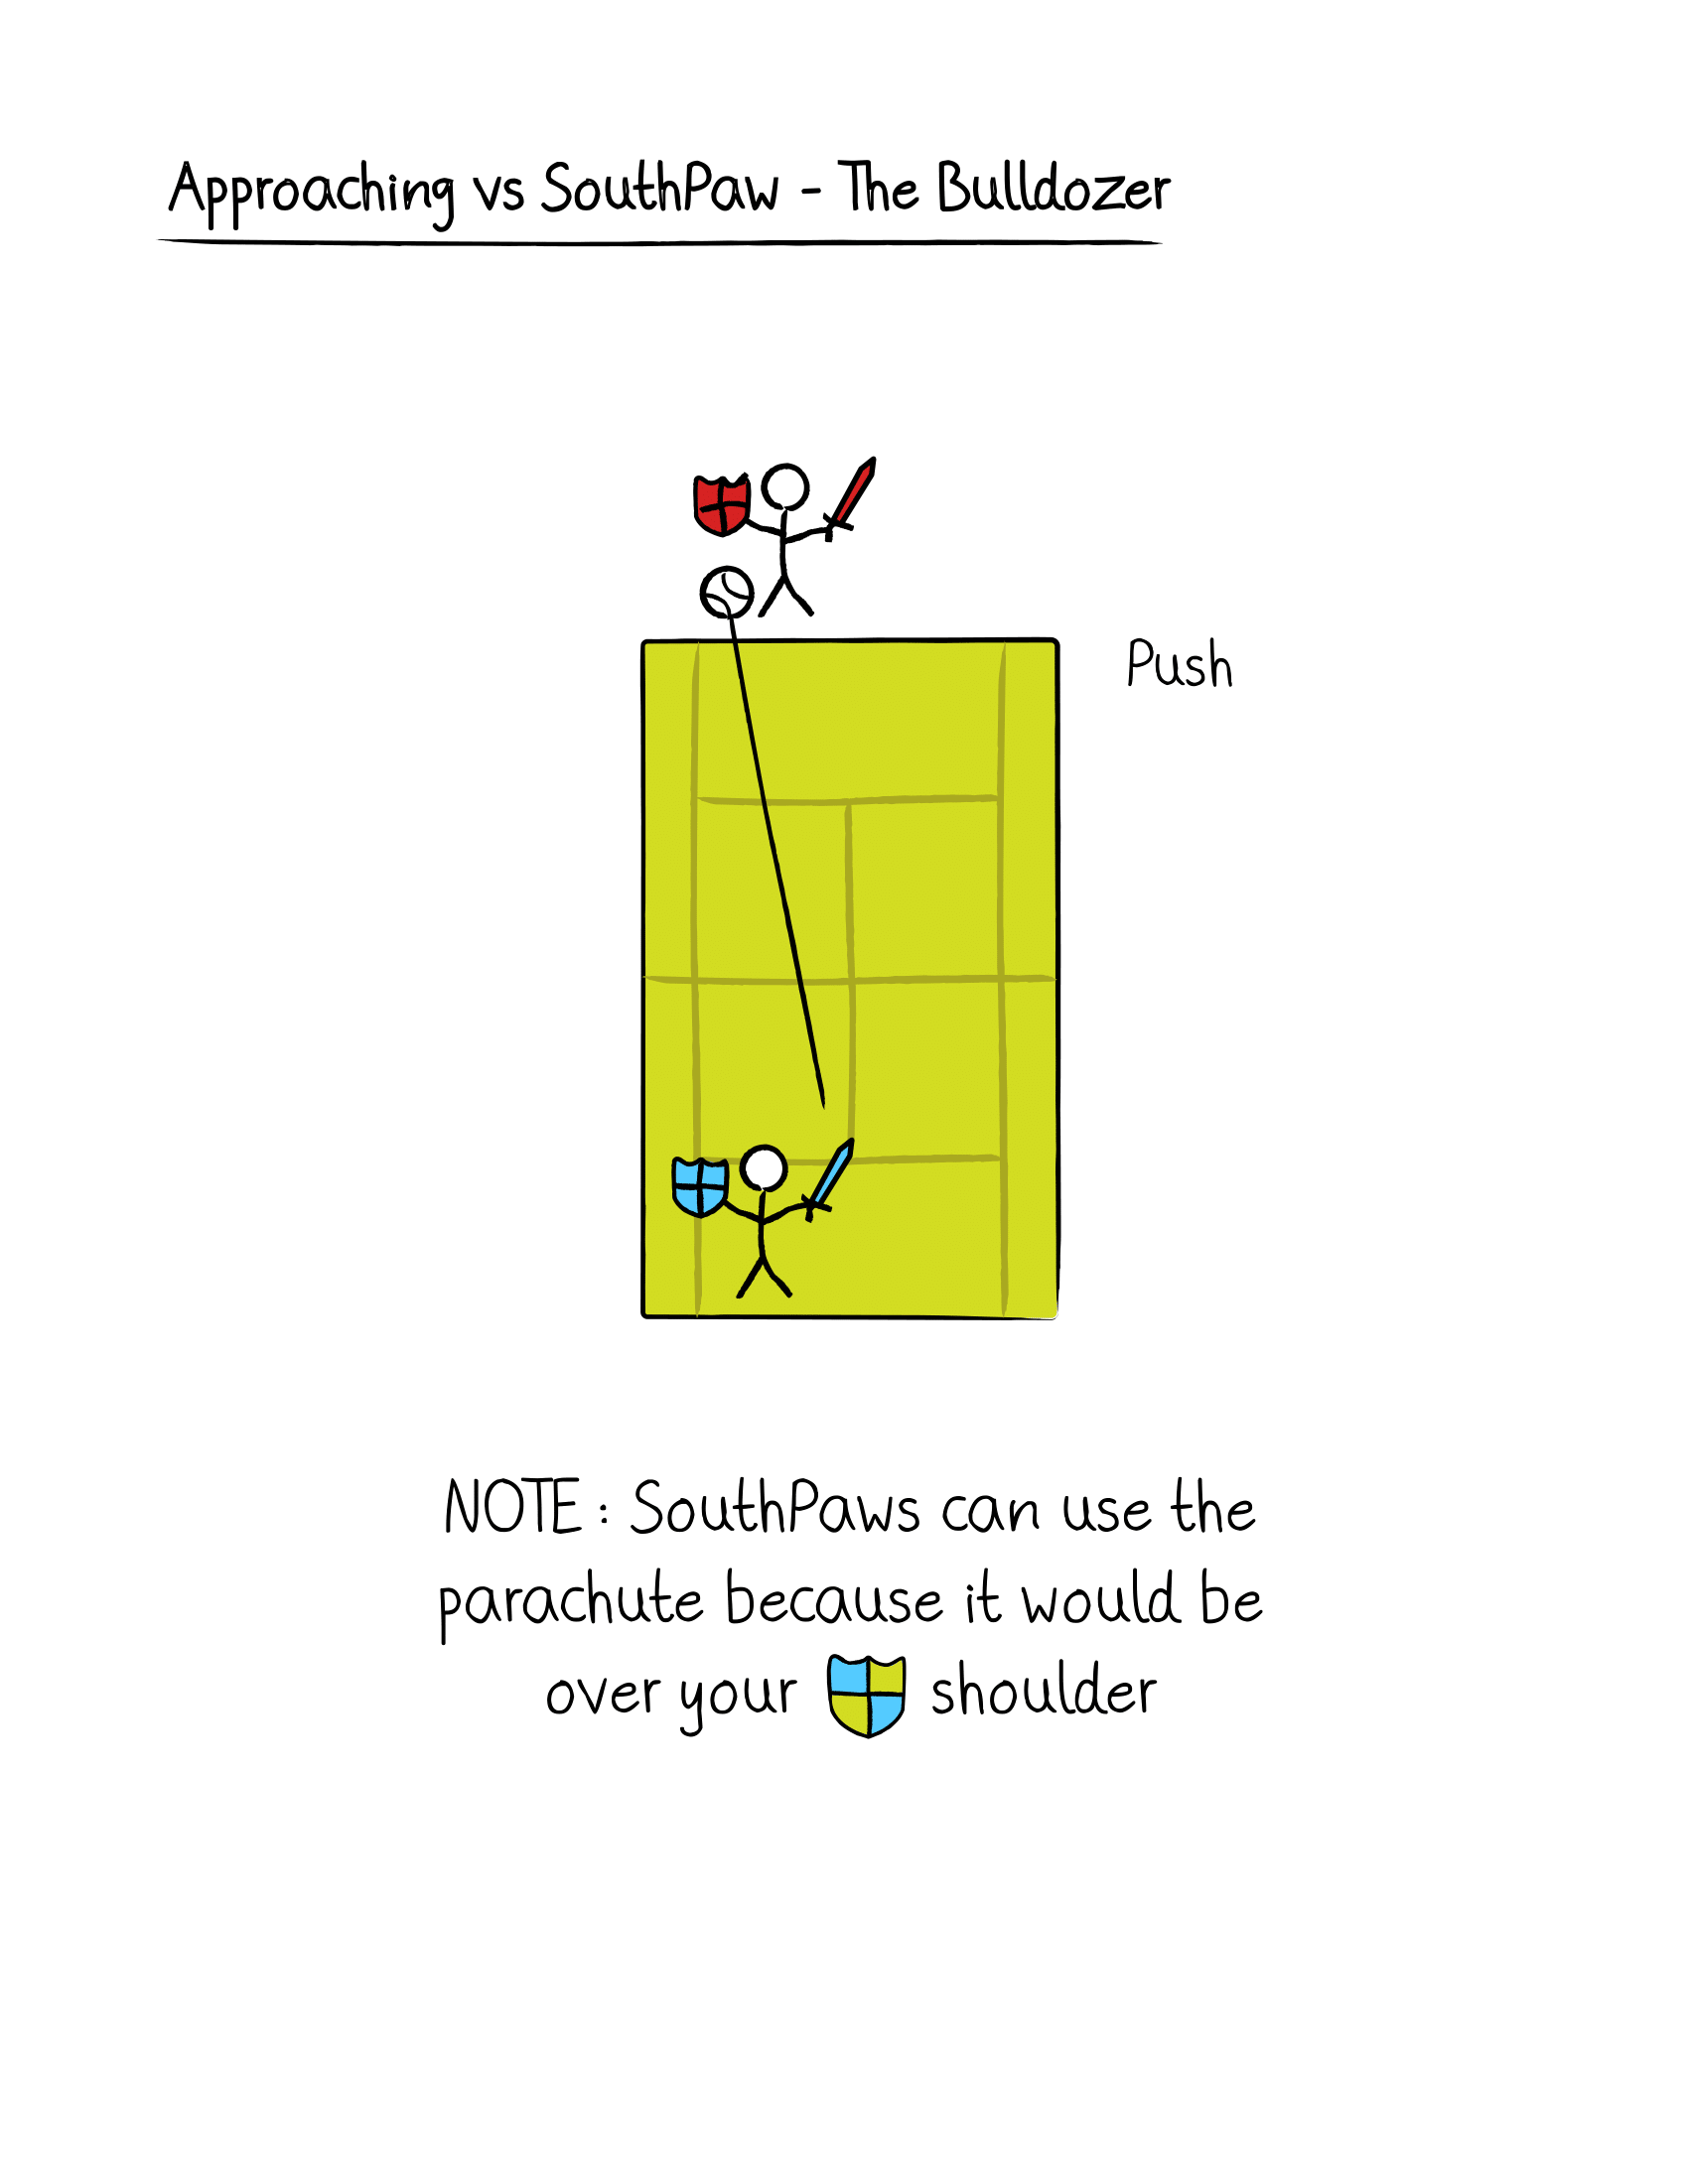 Approaching vs SouthPaw - The Bulldozer
Push
NOTE: SouthPaws can use the
parachute because it would be
over your shoulder